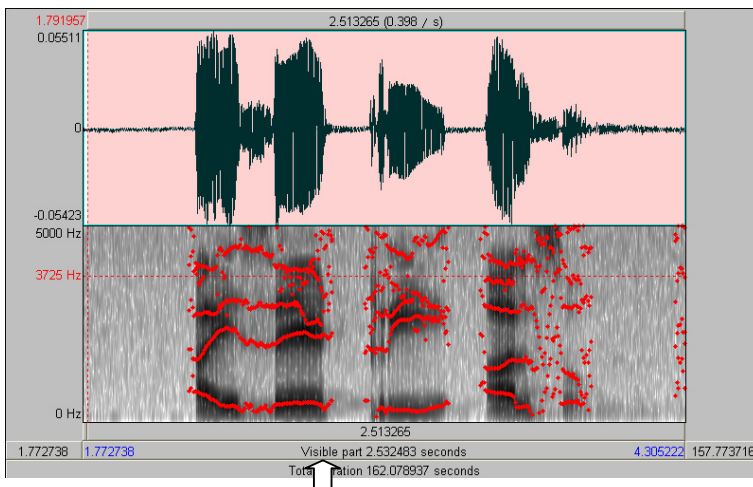 1.791957 2.513265 (0.398 / s)
0.05511
0
-0.05423
5000 Hz
3725 Hz
0 Hz
2.513265
1.772738 1.772738 Visible part 2.532483 seconds 4.305222 157.773716
Total duration 162.078937 seconds